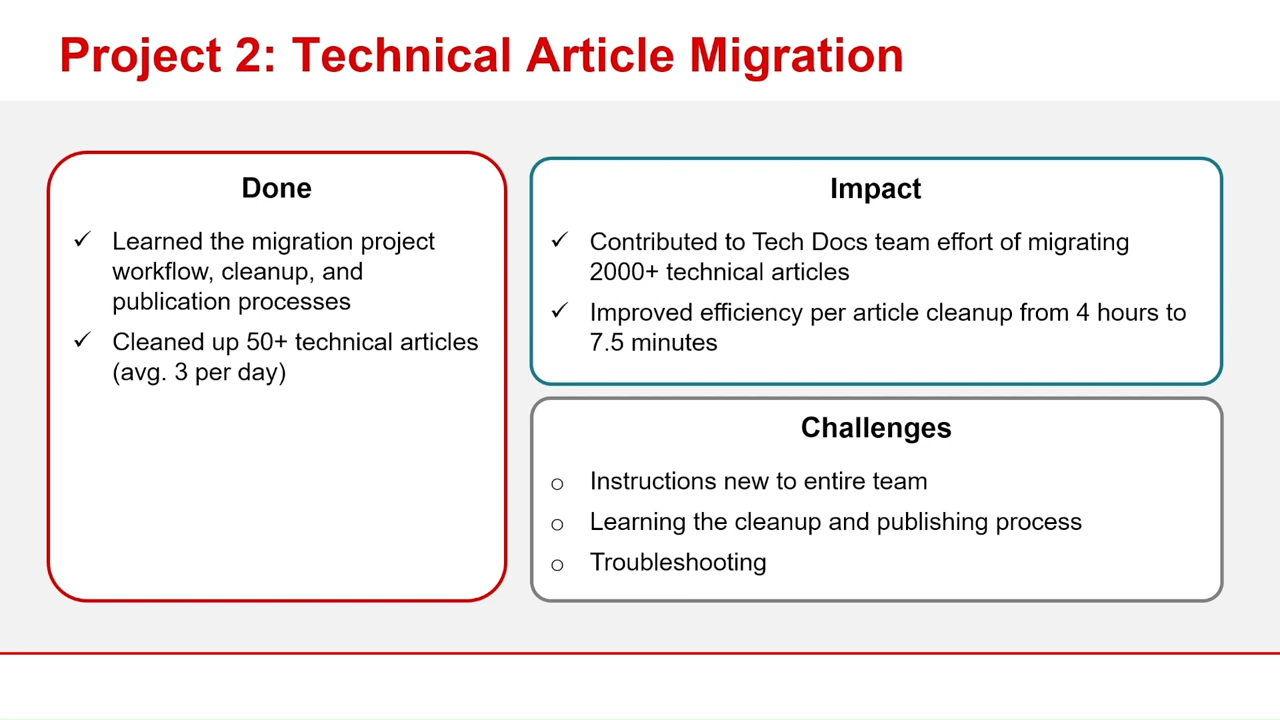 Project 2: Technical Article Migration
Done
✓ Learned the migration project
workflow, cleanup, and
publication processes
✓ Cleaned up 50+ technical articles
(avg. 3 per day)
Impact
✓ Contributed to Tech Docs team effort of migrating
2000+ technical articles
✓ Improved efficiency per article cleanup from 4 hours to
7.5 minutes
Challenges
○ Instructions new to entire team
○ Learning the cleanup and publishing process
○ Troubleshooting